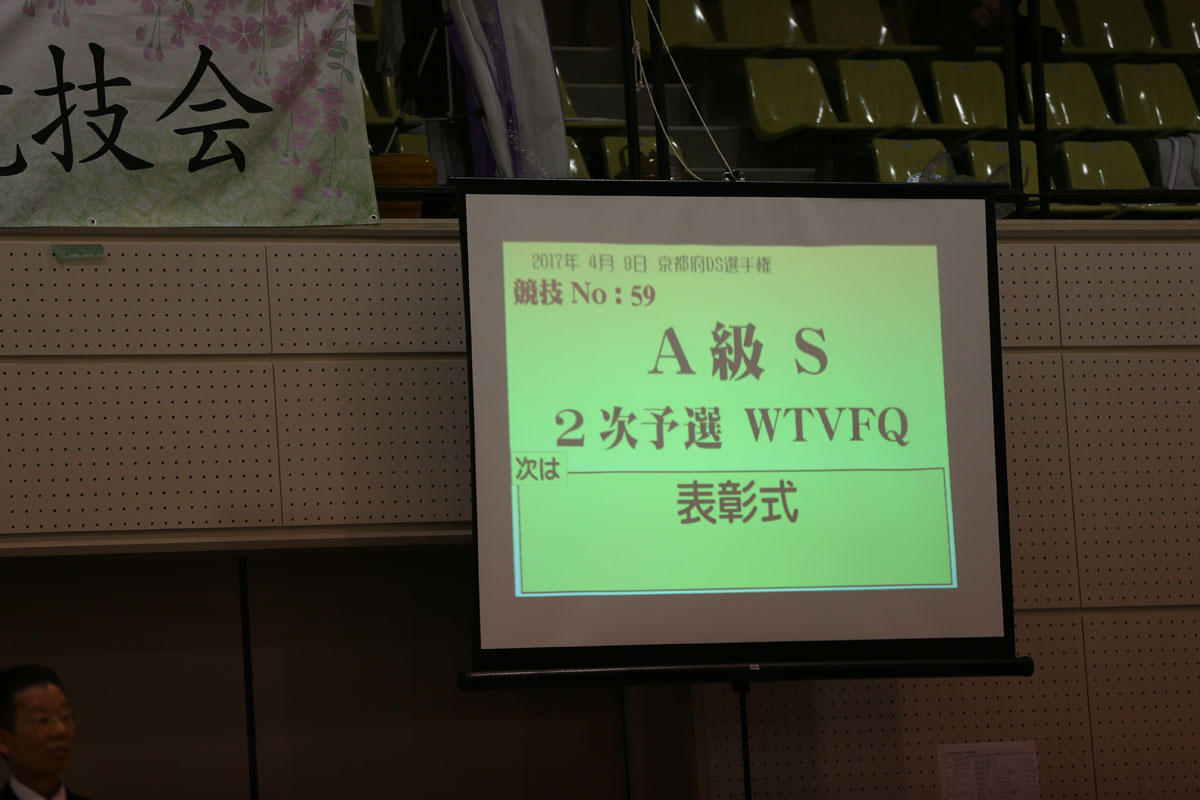 技会
2017年 4月 9日 京都府DS選手権
競技 No：59
A級 S
2次予選 WTVFQ
次は
表彰式